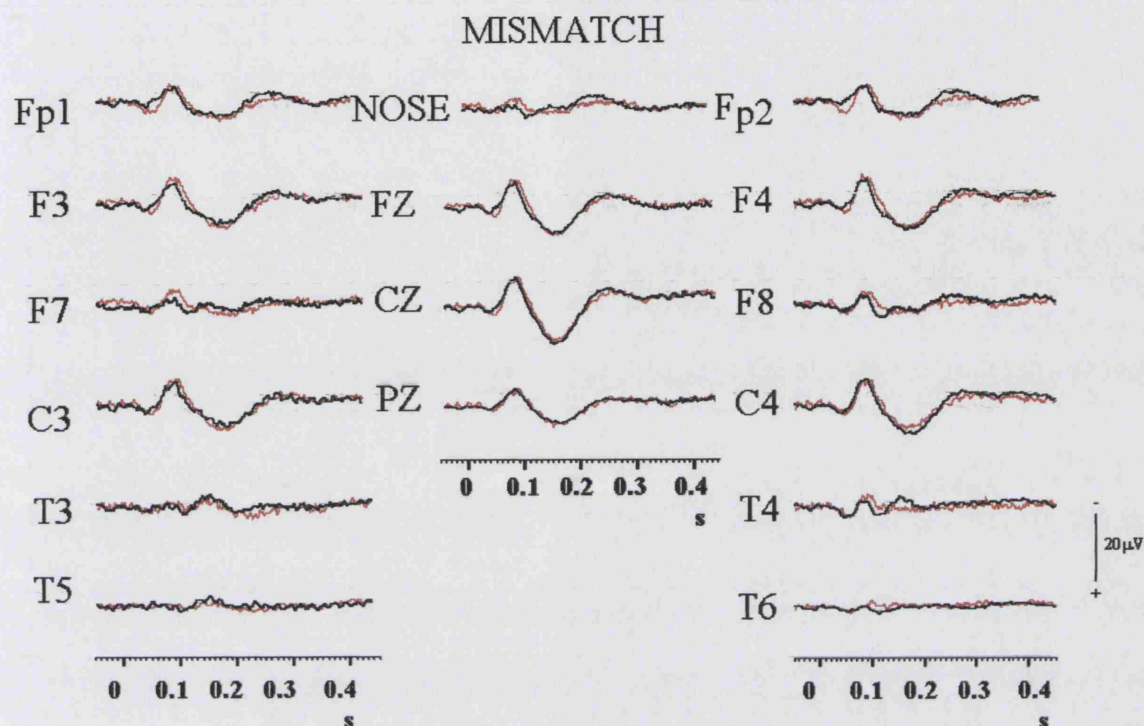 MISMATCH
Fp1 NOSE Fp2
F3 FZ F4
F7 CZ F8
C3 PZ C4
0 0.1 0.2 0.3 0.4
s
T3 T4
-
20µV
+
T5 T6
0 0.1 0.2 0.3 0.4 0 0.1 0.2 0.3 0.4
s s